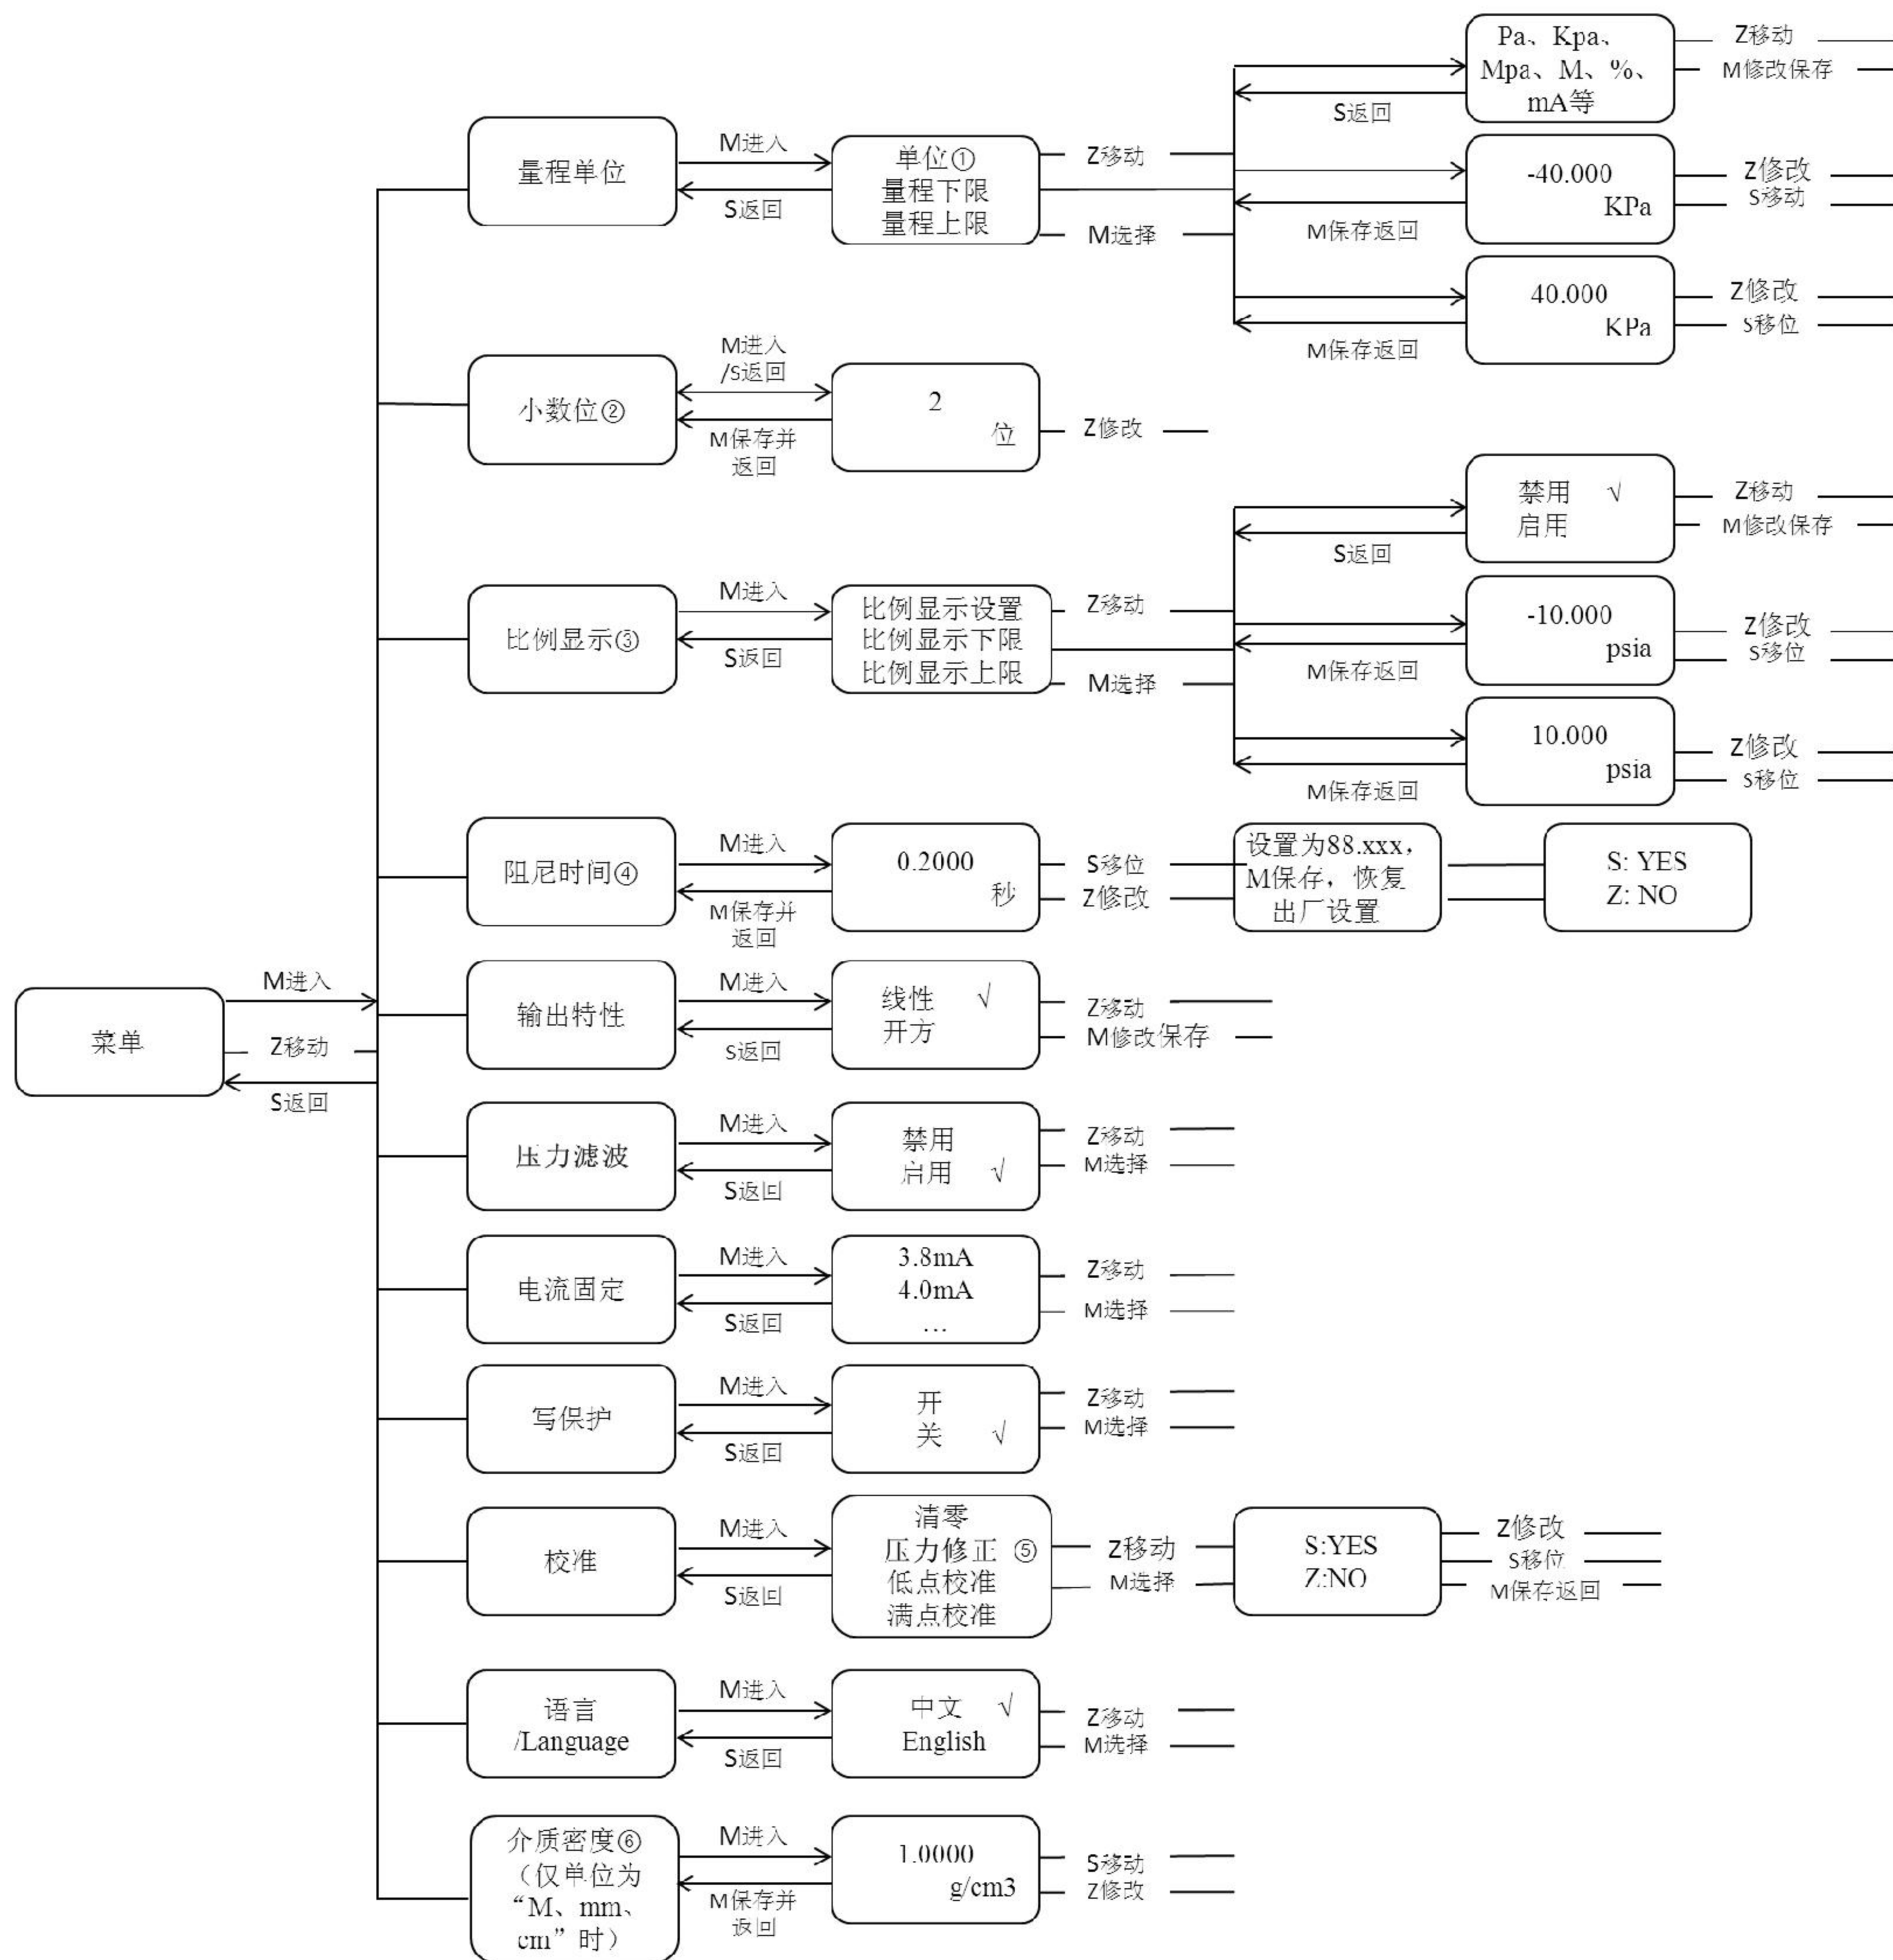 菜单
M进入
Z移动
S返回
量程单位
M进入
S返回
单位①
量程下限
量程上限
Z移动
M选择
Pa、Kpa、
Mpa、M、%、
mA等
Z移动
M修改保存
S返回
-40.000
KPa
Z修改
S移动
M保存返回
40.000
KPa
Z修改
S移位
M保存返回
小数位②
M进入
/S返回
M保存并
返回
2
位
Z修改
比例显示③
M进入
S返回
比例显示设置
比例显示下限
比例显示上限
Z移动
M选择
禁用 √
启用
Z移动
M修改保存
S返回
-10.000
psia
Z修改
S移位
M保存返回
10.000
psia
Z修改
S移位
M保存返回
阻尼时间④
M进入
M保存并
返回
0.2000
秒
S移位
Z修改
设置为88.xxx，
M保存，恢复
出厂设置
S: YES
Z: NO
输出特性
M进入
S返回
线性 √
开方
Z移动
M修改保存
压力滤波
M进入
S返回
禁用
启用 √
Z移动
M选择
电流固定
M进入
S返回
3.8mA
4.0mA
…
Z移动
M选择
写保护
M进入
S返回
开
关 √
Z移动
M选择
校准
M进入
S返回
清零
压力修正 ⑤
低点校准
满点校准
Z移动
M选择
S:YES
Z:NO
Z修改
S移位
M保存返回
语言
/Language
M进入
S返回
中文 √
English
Z移动
M选择
介质密度⑥
（仅单位为
“M、mm、
cm”时）
M进入
M保存并
返回
1.0000
g/cm3
S移动
Z修改